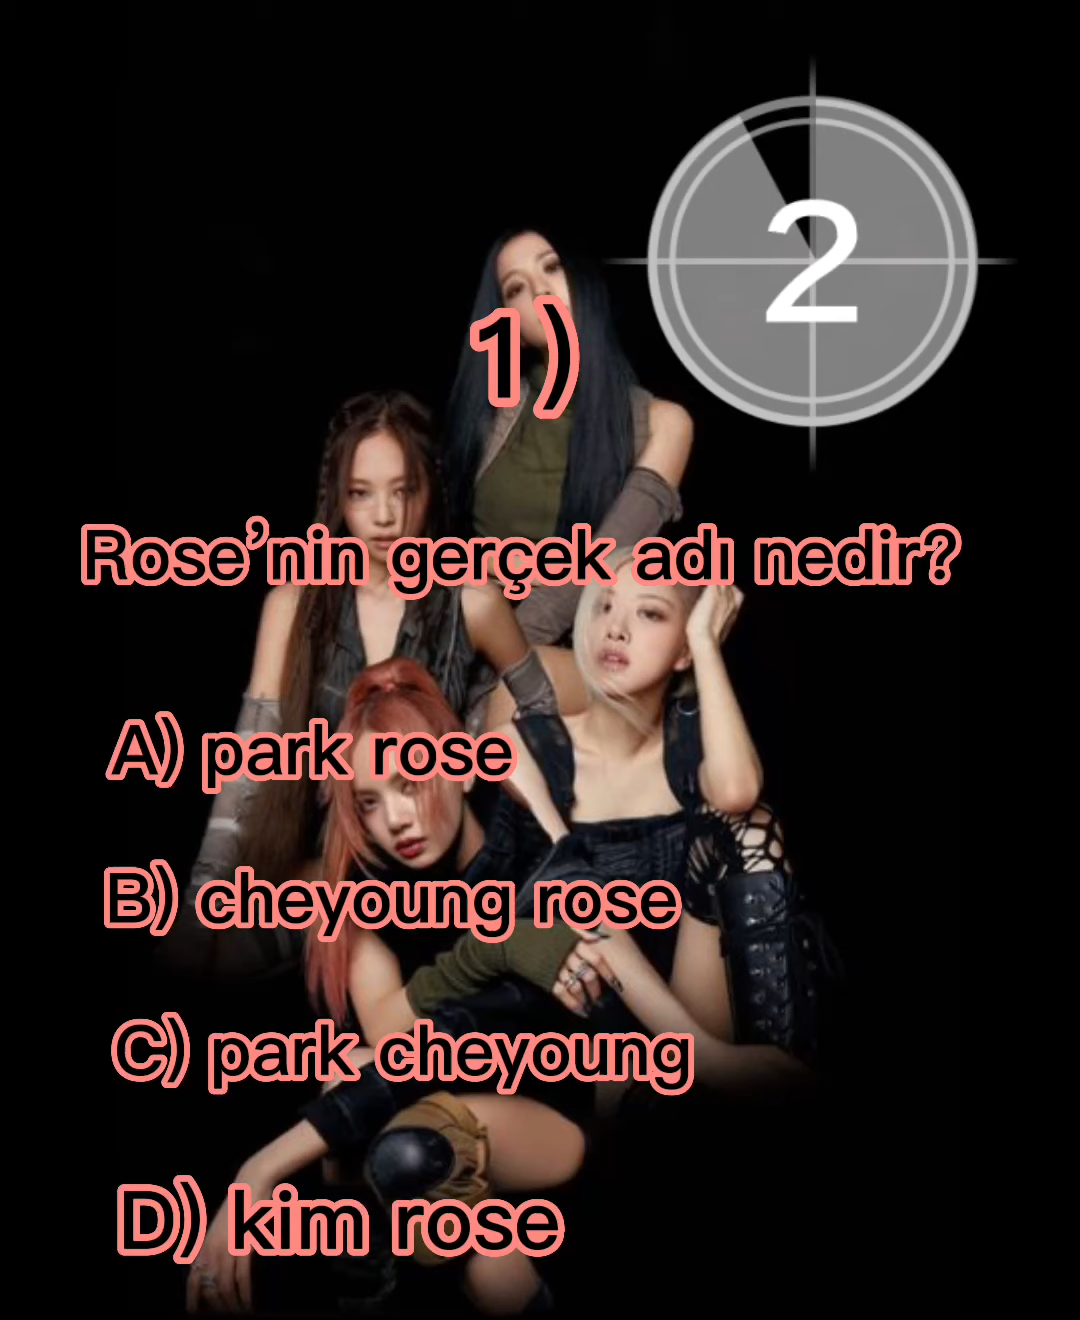 2
1)
Rose’nin gerçek adı nedir?
A) park rose
B) cheyoung rose
C) park cheyoung
D) kim rose